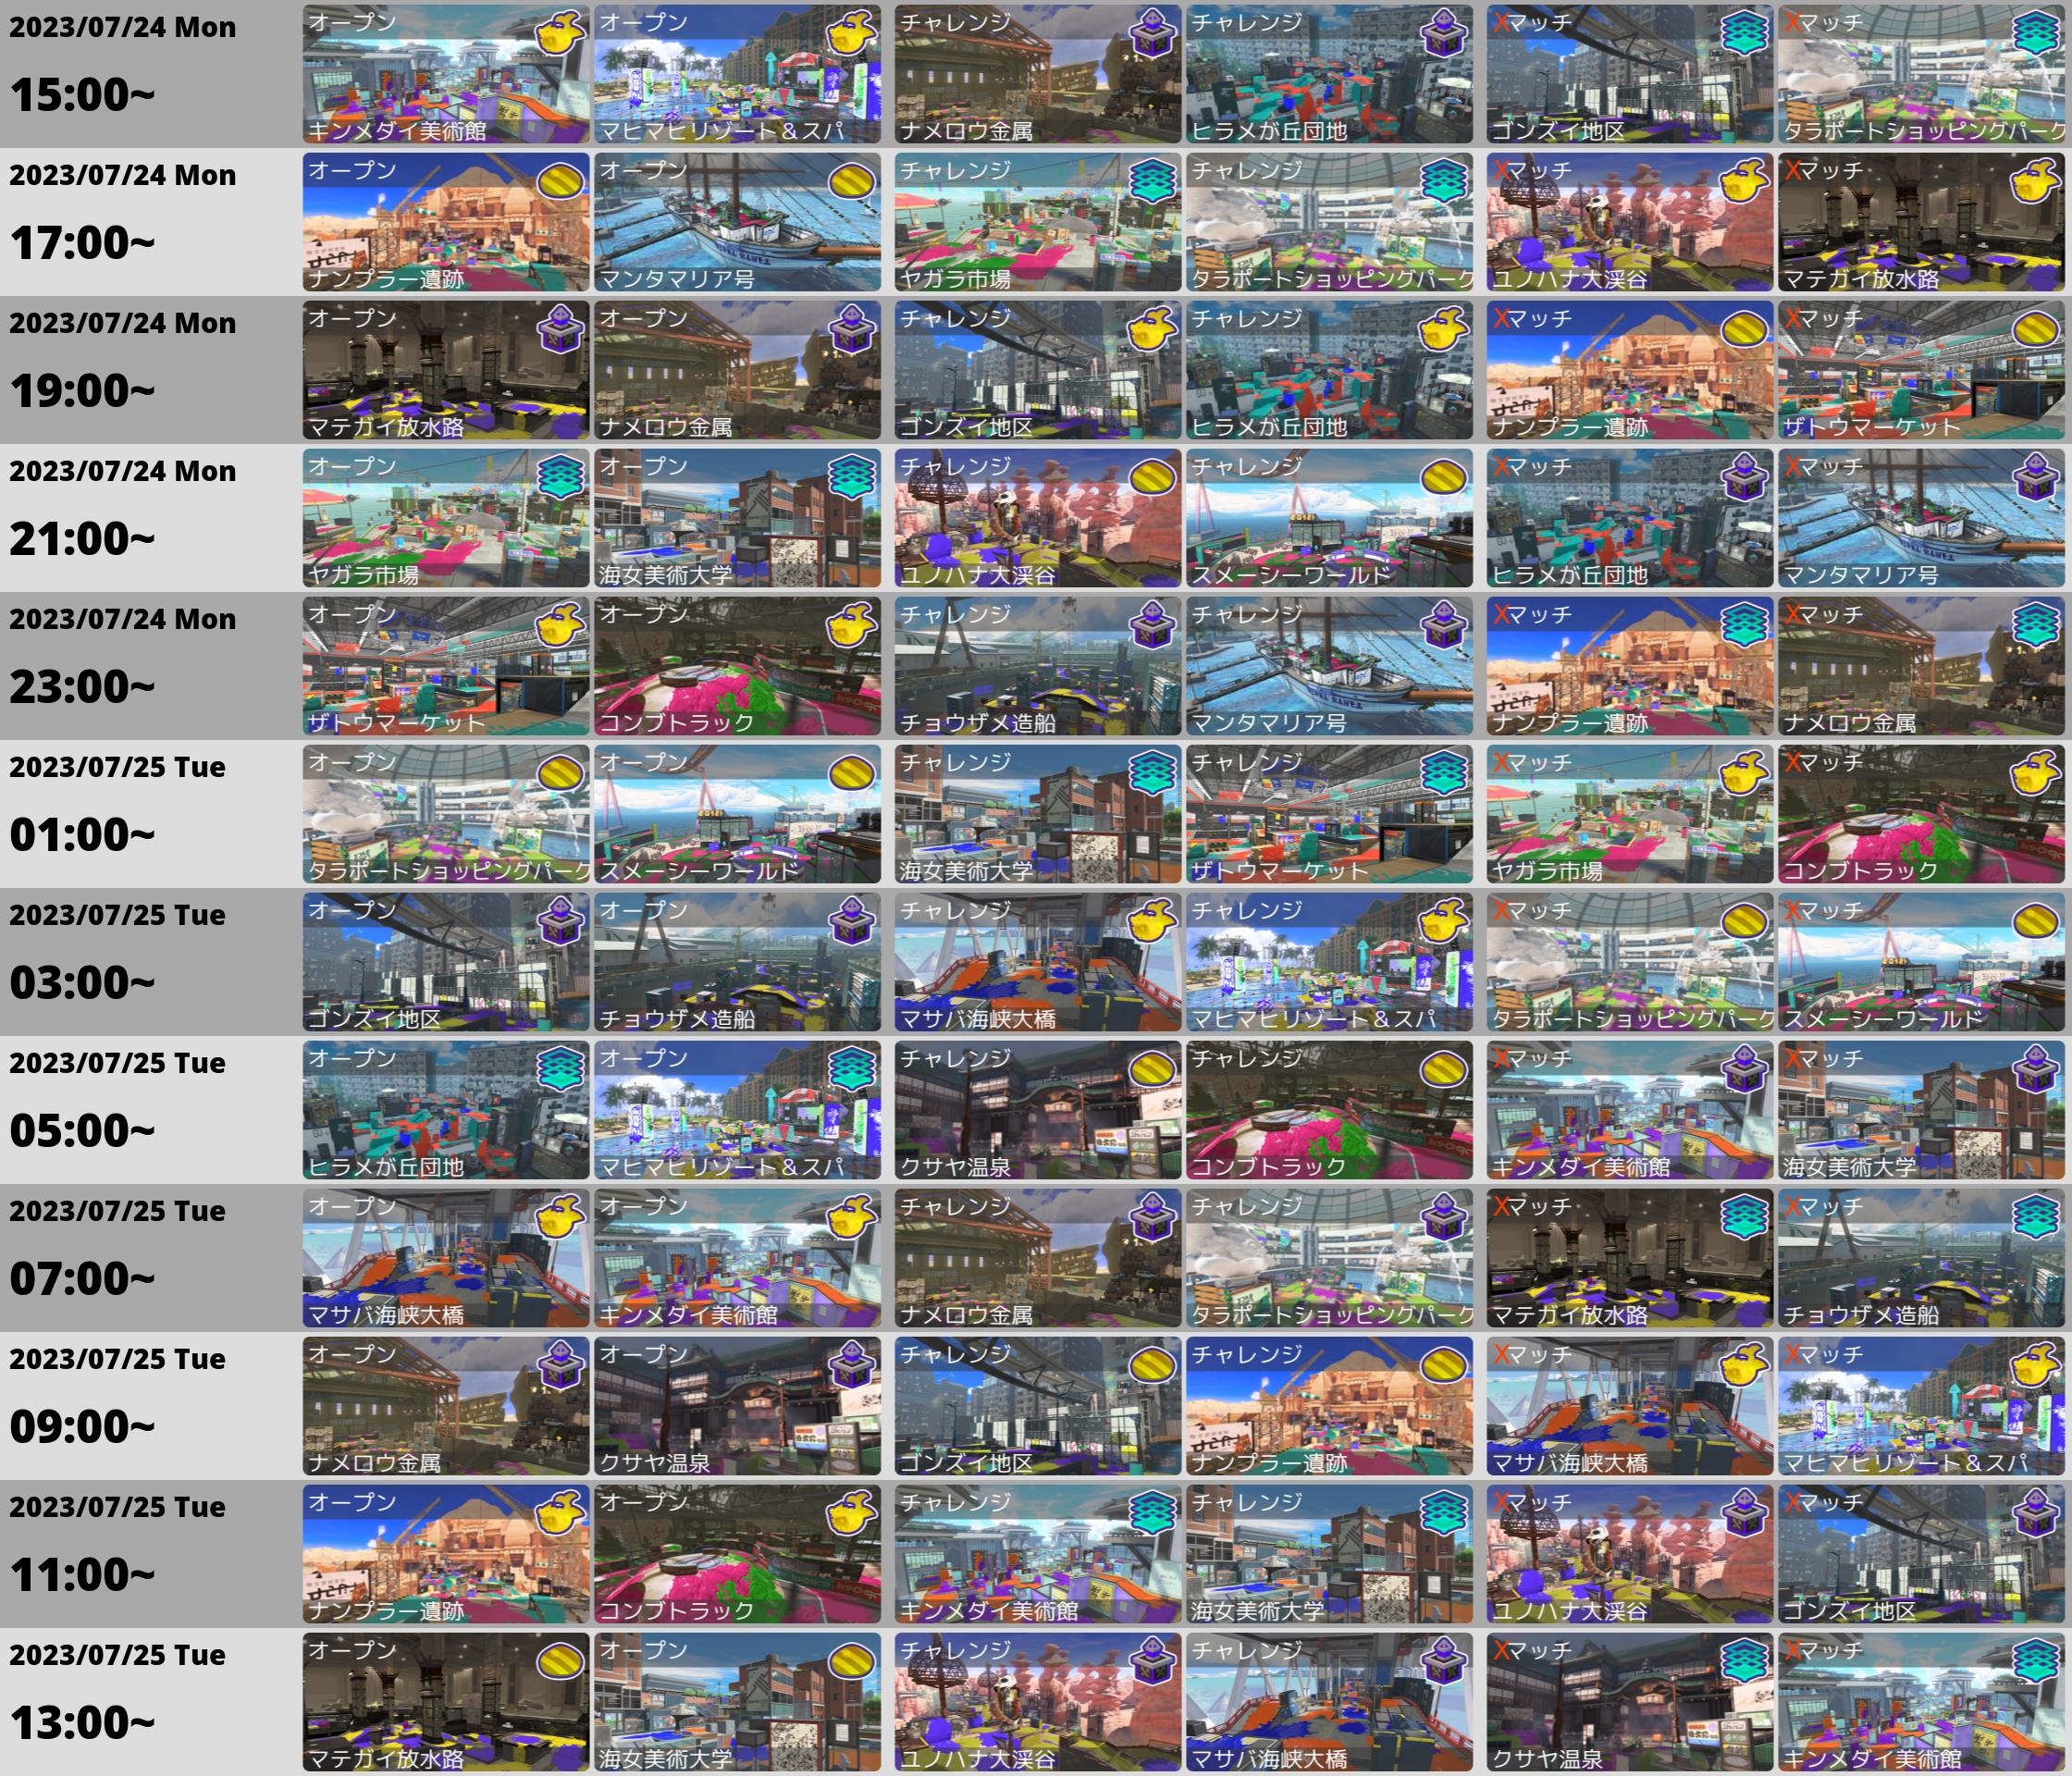 2023/07/24 Mon
15:00~
オープン オープン チャレンジ チャレンジ Xマッチ Xマッチ
キンメダイ美術館 マヒマヒリゾート＆スパ ナメロウ金属 ヒラメが丘団地 ゴンズイ地区 タラポートショッピングパーク
2023/07/24 Mon
17:00~
オープン オープン チャレンジ チャレンジ Xマッチ Xマッチ
ナンプラー遺跡 マンタマリア号 ヤガラ市場 タラポートショッピングパーク ユノハナ大渓谷 マテガイ放水路
2023/07/24 Mon
19:00~
オープン オープン チャレンジ チャレンジ Xマッチ Xマッチ
マテガイ放水路 ナメロウ金属 ゴンズイ地区 ヒラメが丘団地 ナンプラー遺跡 ザトウマーケット
2023/07/24 Mon
21:00~
オープン オープン チャレンジ チャレンジ Xマッチ Xマッチ
ヤガラ市場 海女美術大学 ユノハナ大渓谷 スメーシーワールド ヒラメが丘団地 マンタマリア号
2023/07/24 Mon
23:00~
オープン オープン チャレンジ チャレンジ Xマッチ Xマッチ
ザトウマーケット コンブトラック チョウザメ造船 マンタマリア号 ナンプラー遺跡 ナメロウ金属
2023/07/25 Tue
01:00~
オープン オープン チャレンジ チャレンジ Xマッチ Xマッチ
タラポートショッピングパーク スメーシーワールド 海女美術大学 ザトウマーケット ヤガラ市場 コンブトラック
2023/07/25 Tue
03:00~
オープン オープン チャレンジ チャレンジ Xマッチ Xマッチ
ゴンズイ地区 チョウザメ造船 マサバ海峡大橋 マヒマヒリゾート＆スパ タラポートショッピングパーク スメーシーワールド
2023/07/25 Tue
05:00~
オープン オープン チャレンジ チャレンジ Xマッチ Xマッチ
ヒラメが丘団地 マヒマヒリゾート＆スパ クサヤ温泉 コンブトラック キンメダイ美術館 海女美術大学
2023/07/25 Tue
07:00~
オープン オープン チャレンジ チャレンジ Xマッチ Xマッチ
マサバ海峡大橋 キンメダイ美術館 ナメロウ金属 タラポートショッピングパーク マテガイ放水路 チョウザメ造船
2023/07/25 Tue
09:00~
オープン オープン チャレンジ チャレンジ Xマッチ Xマッチ
ナメロウ金属 クサヤ温泉 ゴンズイ地区 ナンプラー遺跡 マサバ海峡大橋 マヒマヒリゾート＆スパ
2023/07/25 Tue
11:00~
オープン オープン チャレンジ チャレンジ Xマッチ Xマッチ
ナンプラー遺跡 コンブトラック キンメダイ美術館 海女美術大学 ユノハナ大渓谷 ゴンズイ地区
2023/07/25 Tue
13:00~
オープン オープン チャレンジ チャレンジ Xマッチ Xマッチ
マテガイ放水路 海女美術大学 ユノハナ大渓谷 マサバ海峡大橋 クサヤ温泉 キンメダイ美術館